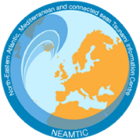 North-Eastern Atlantic, Mediterranean and connected seas Tsunami Information Centre
NEAMTIC